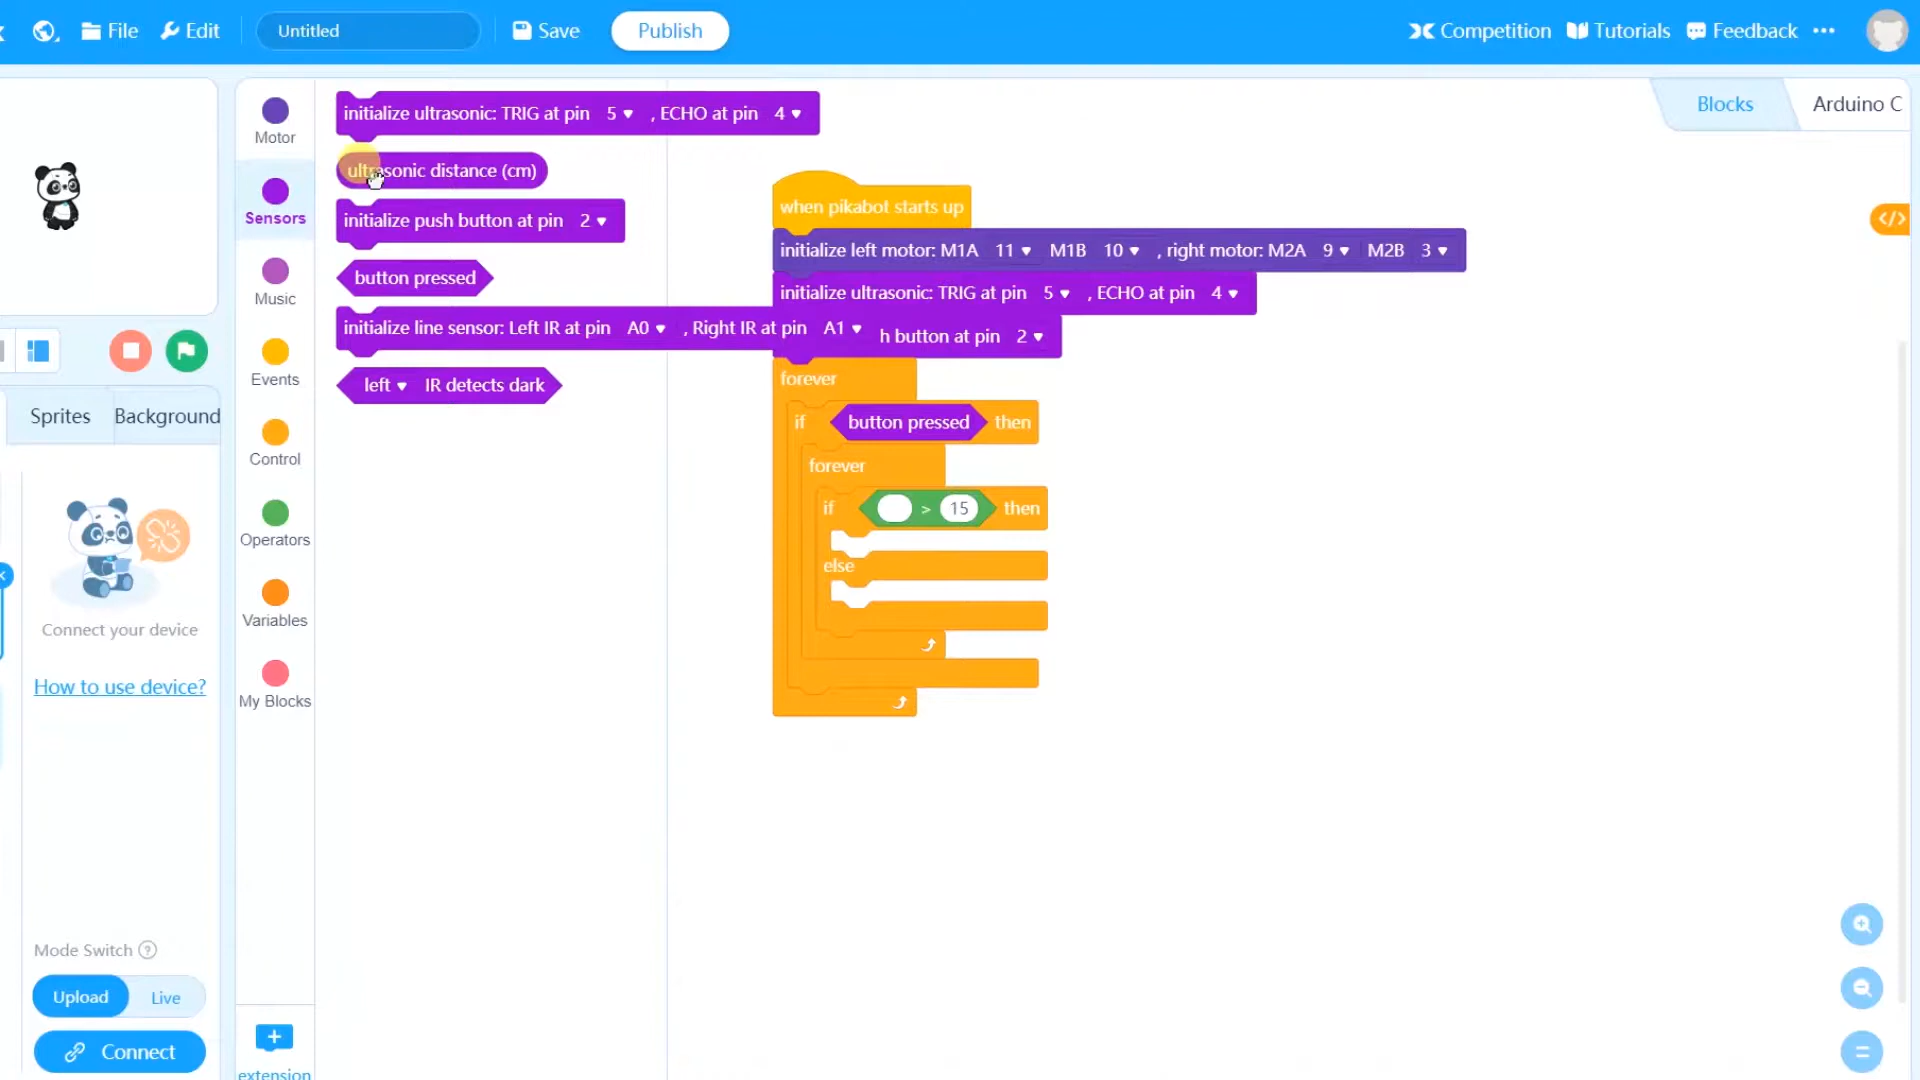 File Edit Untitled Save Publish Competition Tutorials Feedback
Blocks Arduino C
Motor
Sensors
Music
Events
Control
Operators
Variables
My Blocks
extension
initialize ultrasonic: TRIG at pin 5 , ECHO at pin 4
ultrasonic distance (cm)
initialize push button at pin 2
button pressed
initialize line sensor: Left IR at pin A0 , Right IR at pin A1
left IR detects dark
when pikabot starts up
initialize left motor: M1A 11 M1B 10 , right motor: M2A 9 M2B 3
initialize ultrasonic: TRIG at pin 5 , ECHO at pin 4
h button at pin 2
forever
if button pressed then
forever
if > 15 then
else
Sprites Background
Connect your device
How to use device?
Mode Switch ?
Upload Live
Connect